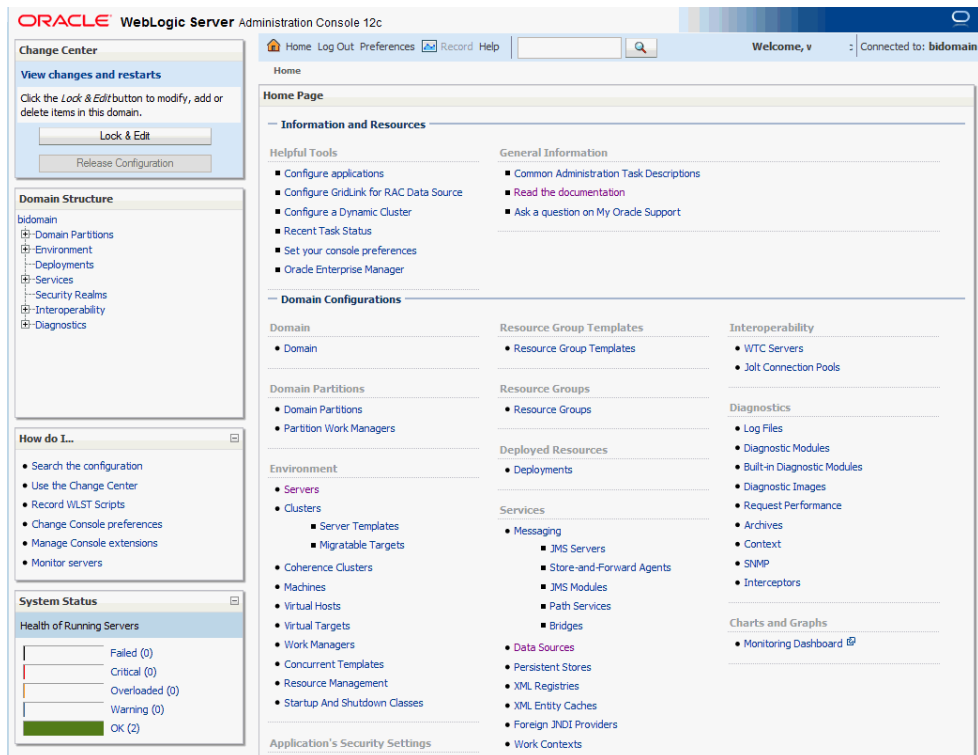 ORACLE WebLogic Server Administration Console 12c
Change Center
View changes and restarts
Click the Lock & Edit button to modify, add or
delete items in this domain.
Lock & Edit
Release Configuration
Domain Structure
bidomain
Domain Partitions
Environment
Deployments
Services
Security Realms
Interoperability
Diagnostics
How do I...
Search the configuration
Use the Change Center
Record WLST Scripts
Change Console preferences
Manage Console extensions
Monitor servers
System Status
Health of Running Servers
Failed (0)
Critical (0)
Overloaded (0)
Warning (0)
OK (2)
Home Log Out Preferences Record Help
Welcome, v : Connected to: bidomain
Home
Home Page
Information and Resources
Helpful Tools
Configure applications
Configure GridLink for RAC Data Source
Configure a Dynamic Cluster
Recent Task Status
Set your console preferences
Oracle Enterprise Manager
General Information
Common Administration Task Descriptions
Read the documentation
Ask a question on My Oracle Support
Domain Configurations
Domain
Domain
Domain Partitions
Domain Partitions
Partition Work Managers
Environment
Servers
Clusters
Server Templates
Migratable Targets
Coherence Clusters
Machines
Virtual Hosts
Virtual Targets
Work Managers
Concurrent Templates
Resource Management
Startup And Shutdown Classes
Application's Security Settings
Resource Group Templates
Resource Group Templates
Resource Groups
Resource Groups
Deployed Resources
Deployments
Services
Messaging
JMS Servers
Store-and-Forward Agents
JMS Modules
Path Services
Bridges
Data Sources
Persistent Stores
XML Registries
XML Entity Caches
Foreign JNDI Providers
Work Contexts
Interoperability
WTC Servers
Jolt Connection Pools
Diagnostics
Log Files
Diagnostic Modules
Built-in Diagnostic Modules
Diagnostic Images
Request Performance
Archives
Context
SNMP
Interceptors
Charts and Graphs
Monitoring Dashboard